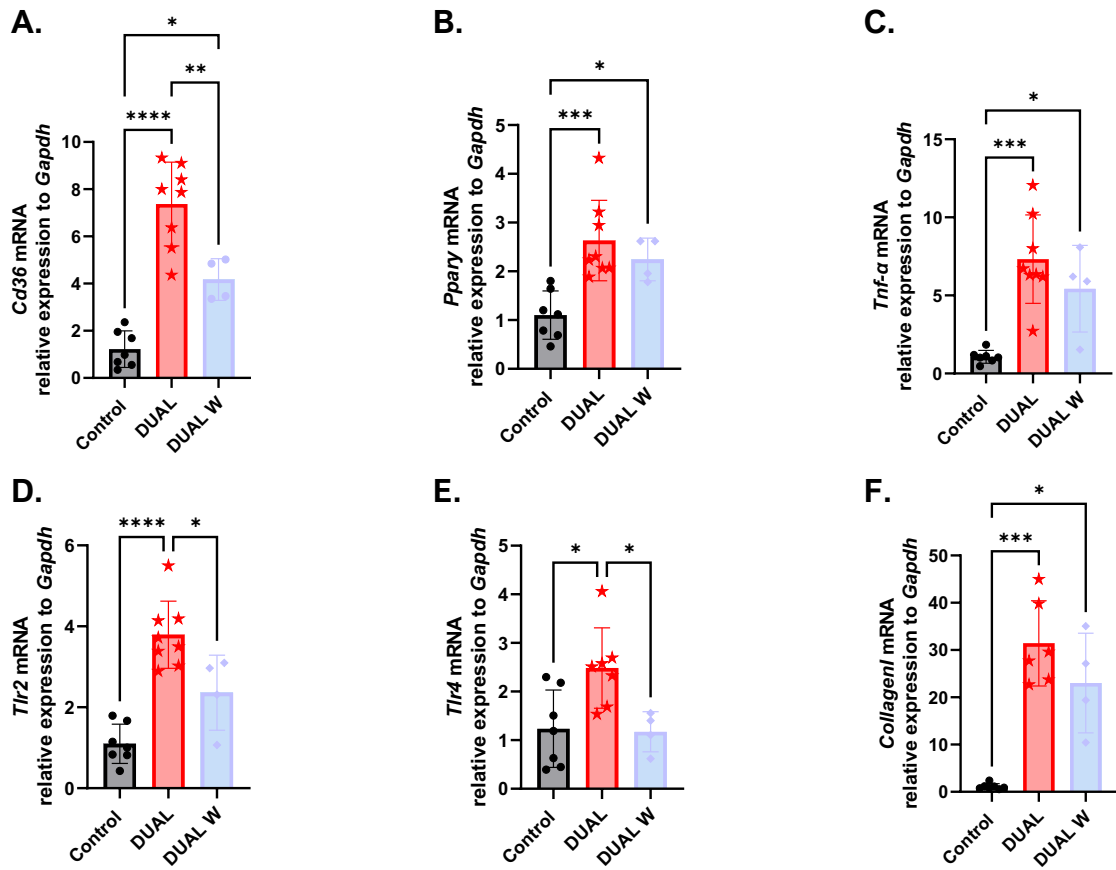 A.
*
**
****
Cd36 mRNA
relative expression to Gapdh
10
8
6
4
2
0
Control
DUAL
DUAL W
B.
*
***
Pparγ mRNA
relative expression to Gapdh
5
4
3
2
1
0
Control
DUAL
DUAL W
C.
*
***
Tnf-α mRNA
relative expression to Gapdh
15
10
5
0
Control
DUAL
DUAL W
D.
****
*
Tlr2 mRNA
relative expression to Gapdh
6
4
2
0
Control
DUAL
DUAL W
E.
*
*
Tlr4 mRNA
relative expression to Gapdh
5
4
3
2
1
0
Control
DUAL
DUAL W
F.
*
***
CollagenI mRNA
relative expression to Gapdh
50
40
30
20
10
0
Control
DUAL
DUAL W